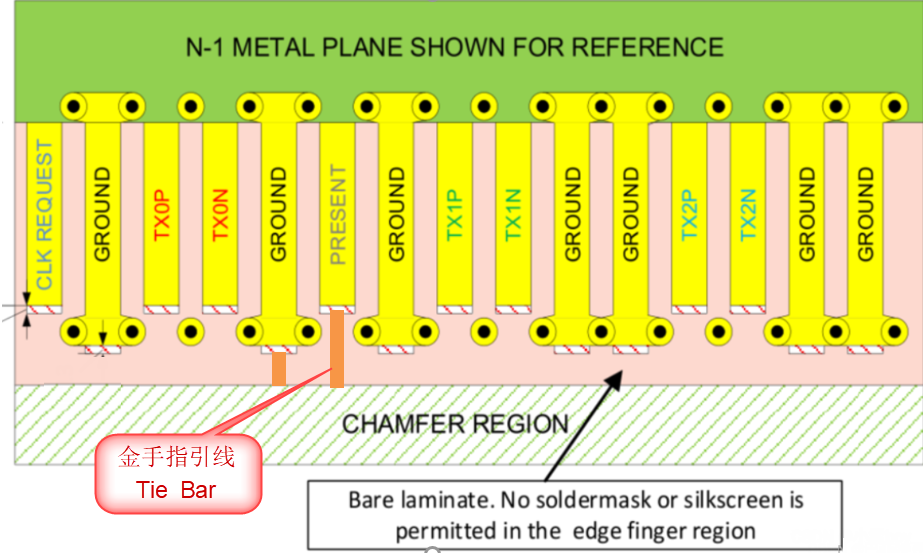 N-1 METAL PLANE SHOWN FOR REFERENCE
CLK REQUEST
GROUND
TX0P
TX0N
GROUND
PRESENT
GROUND
TX1P
TX1N
GROUND
GROUND
TX2P
TX2N
GROUND
GROUND
CHAMFER REGION
金手指引线
Tie Bar
Bare laminate. No soldermask or silkscreen is
permitted in the edge finger region